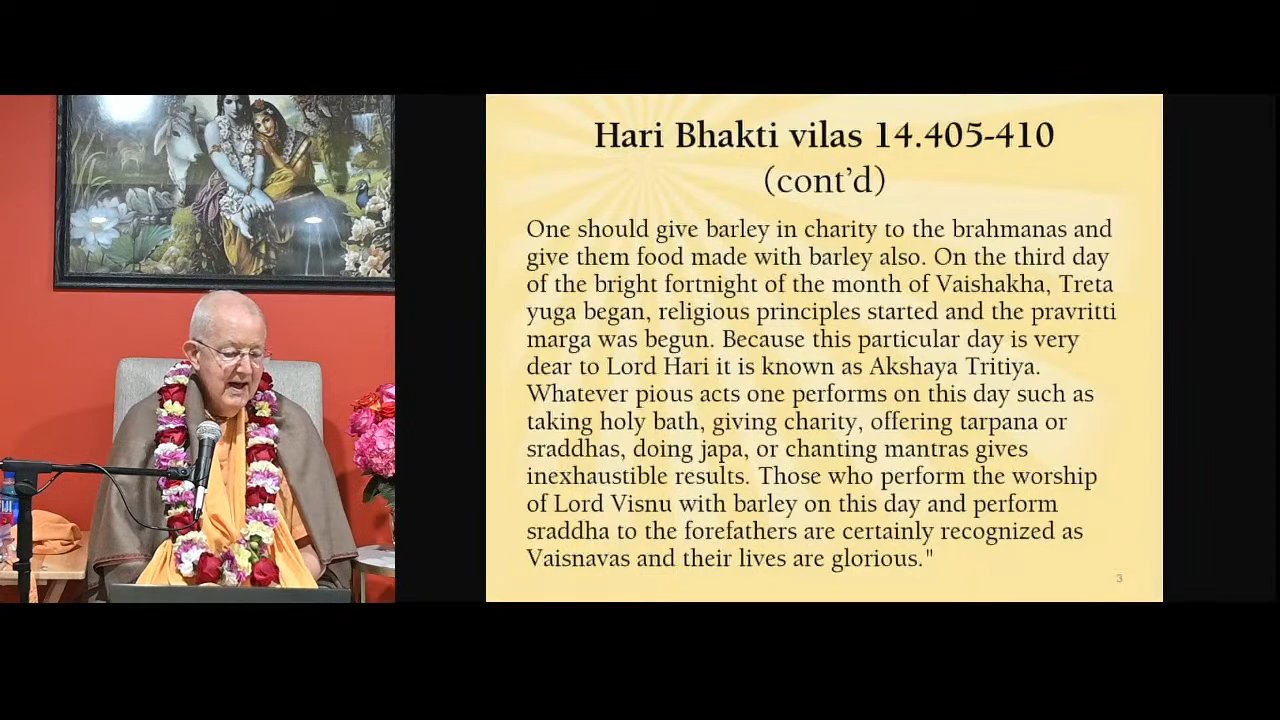 Hari Bhakti vilas 14.405-410
(cont’d)
One should give barley in charity to the brahmanas and
give them food made with barley also. On the third day
of the bright fortnight of the month of Vaishakha, Treta
yuga began, religious principles started and the pravritti
marga was begun. Because this particular day is very
dear to Lord Hari it is known as Akshaya Tritiya.
Whatever pious acts one performs on this day such as
taking holy bath, giving charity, offering tarpana or
sraddhas, doing japa, or chanting mantras gives
inexhaustible results. Those who perform the worship
of Lord Visnu with barley on this day and perform
sraddha to the forefathers are certainly recognized as
Vaisnavas and their lives are glorious."
3